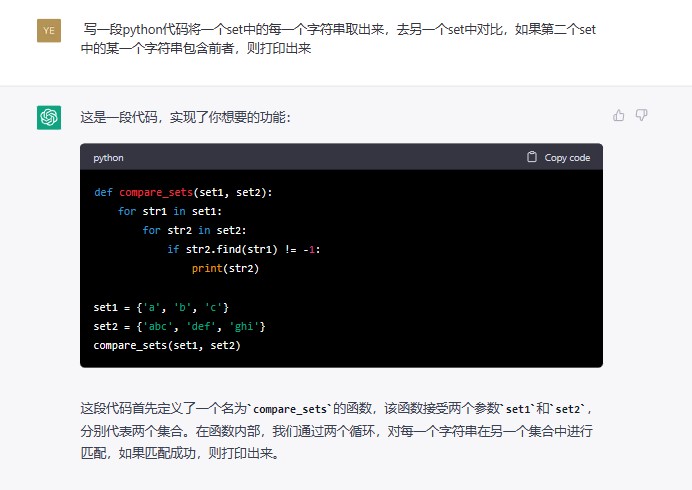 YE
写一段python代码将一个set中的每一个字符串取出来，去另一个set中对比，如果第二个set
中的某一个字符串包含前者，则打印出来
这是一段代码，实现了你想要的功能：
python Copy code
def compare_sets(set1, set2):
    for str1 in set1:
        for str2 in set2:
            if str2.find(str1) != -1:
                print(str2)
set1 = {'a', 'b', 'c'}
set2 = {'abc', 'def', 'ghi'}
compare_sets(set1, set2)
这段代码首先定义了一个名为`compare_sets`的函数，该函数接受两个参数`set1`和`set2`，
分别代表两个集合。在函数内部，我们通过两个循环，对每一个字符串在另一个集合中进行
匹配，如果匹配成功，则打印出来。